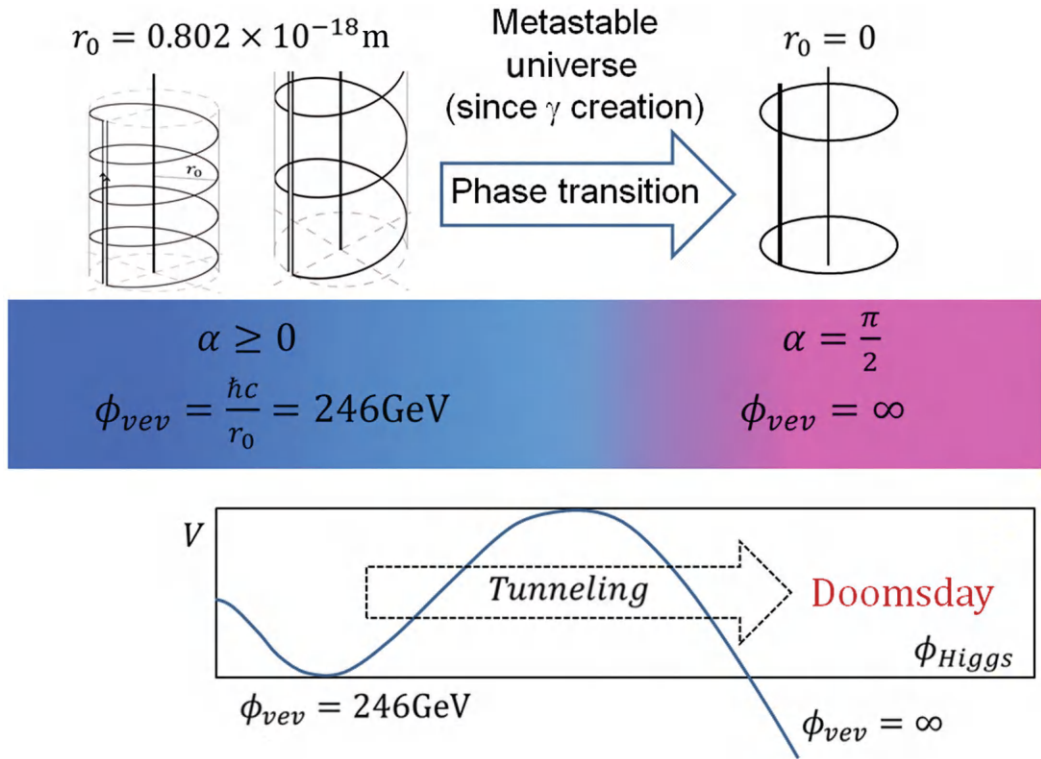 r₀ = 0.802 × 10⁻¹⁸m
Metastable
universe
(since γ creation)
Phase transition
r₀ = 0
r₀
α ≥ 0
ϕ_vev = ℏc/r₀ = 246GeV
α = π/2
ϕ_vev = ∞
V
Tunneling
Doomsday
ϕ_Higgs
ϕ_vev = 246GeV
ϕ_vev = ∞